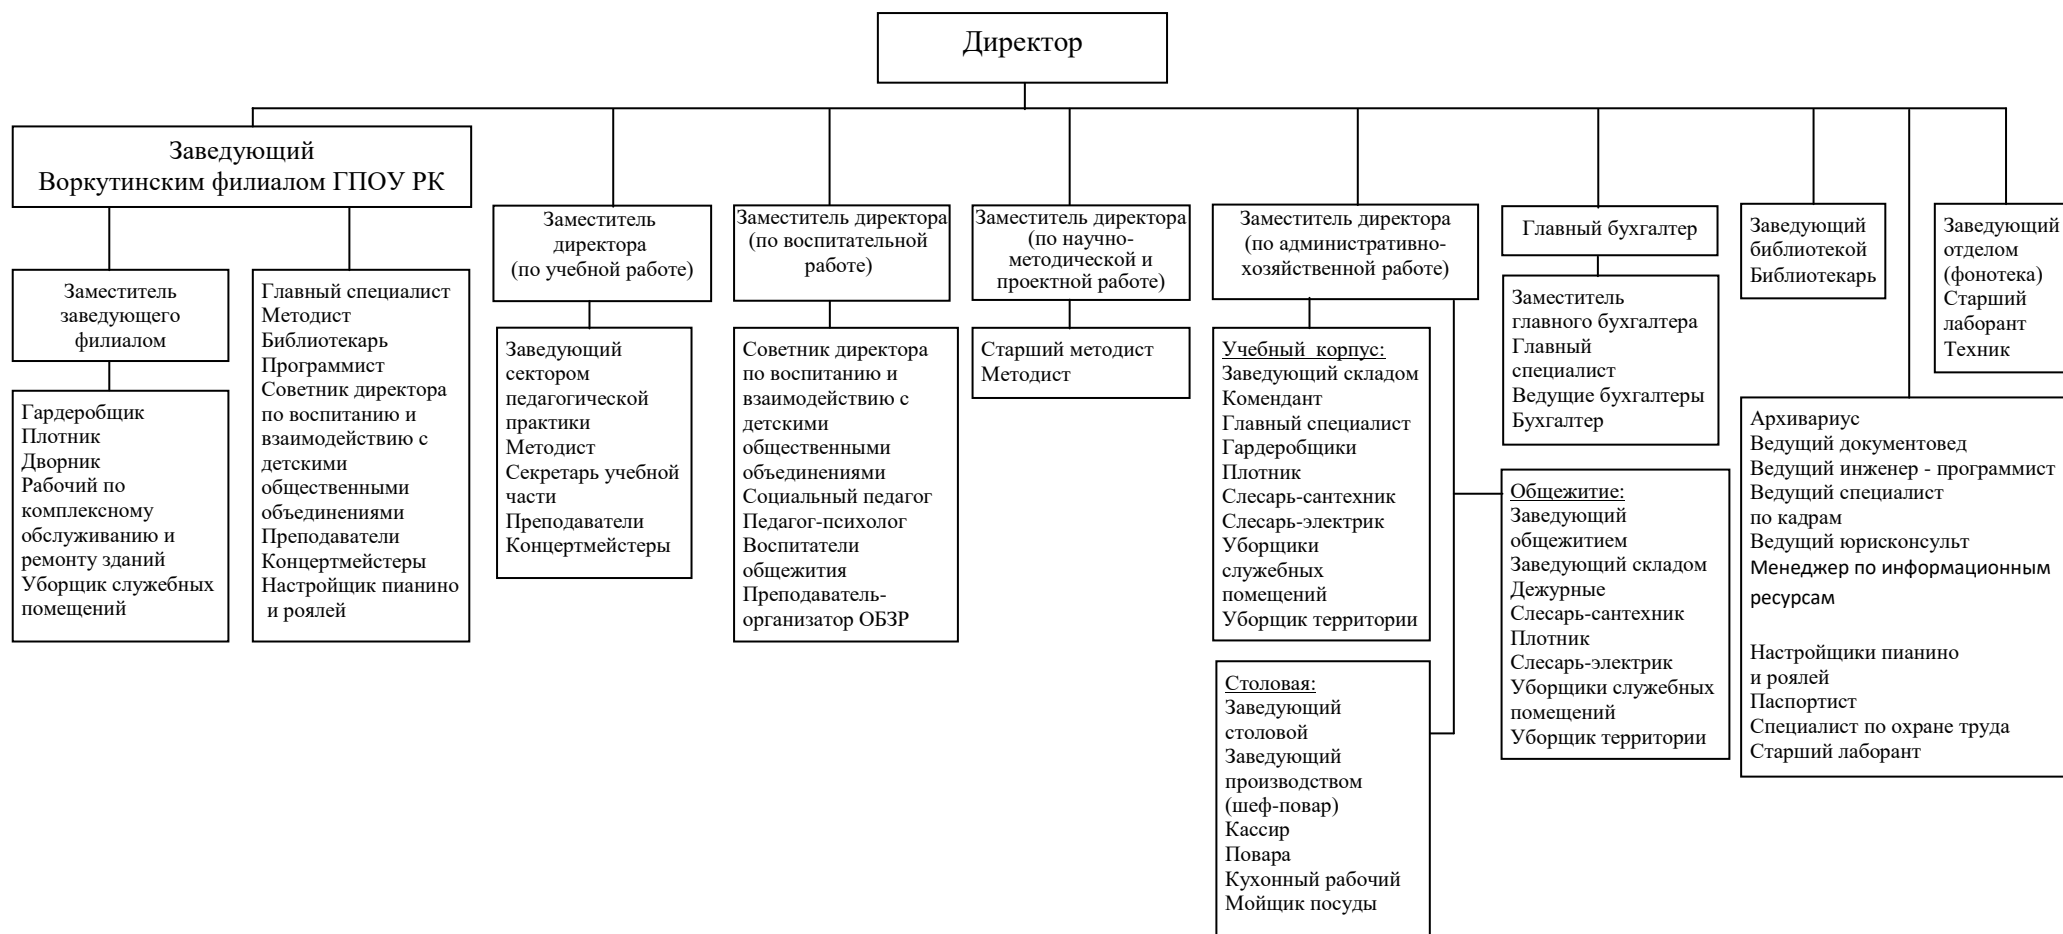 Директор
Заведующий
Воркутинским филиалом ГПОУ РК
Заместитель
заведующего
филиалом
Гардеробщик
Плотник
Дворник
Рабочий по
комплексному
обслуживанию и
ремонту зданий
Уборщик служебных
помещений
Главный специалист
Методист
Библиотекарь
Программист
Советник директора
по воспитанию и
взаимодействию с
детскими
общественными
объединениями
Преподаватели
Концертмейстеры
Настройщик пианино
и роялей
Заместитель
директора
(по учебной работе)
Заведующий
сектором
педагогической
практики
Методист
Секретарь учебной
части
Преподаватели
Концертмейстеры
Заместитель директора
(по воспитательной
работе)
Советник директора
по воспитанию и
взаимодействию с
детскими
общественными
объединениями
Социальный педагог
Педагог-психолог
Воспитатели
общежития
Преподаватель-
организатор ОБЗР
Заместитель директора
(по научно-
методической и
проектной работе)
Старший методист
Методист
Заместитель директора
(по административно-
хозяйственной работе)
Учебный корпус:
Заведующий складом
Комендант
Главный специалист
Гардеробщики
Плотник
Слесарь-сантехник
Слесарь-электрик
Уборщики
служебных
помещений
Уборщик территории
Столовая:
Заведующий
столовой
Заведующий
производством
(шеф-повар)
Кассир
Повара
Кухонный рабочий
Мойщик посуды
Главный бухгалтер
Заместитель
главного бухгалтера
Главный
специалист
Ведущие бухгалтеры
Бухгалтер
Общежитие:
Заведующий
общежитием
Заведующий складом
Дежурные
Слесарь-сантехник
Плотник
Слесарь-электрик
Уборщики служебных
помещений
Уборщик территории
Заведующий
библиотекой
Библиотекарь
Заведующий
отделом
(фонотека)
Старший
лаборант
Техник
Архивариус
Ведущий документовед
Ведущий инженер - программист
Ведущий специалист
по кадрам
Ведущий юрисконсульт
Менеджер по информационным
ресурсам
Настройщики пианино
и роялей
Паспортист
Специалист по охране труда
Старший лаборант